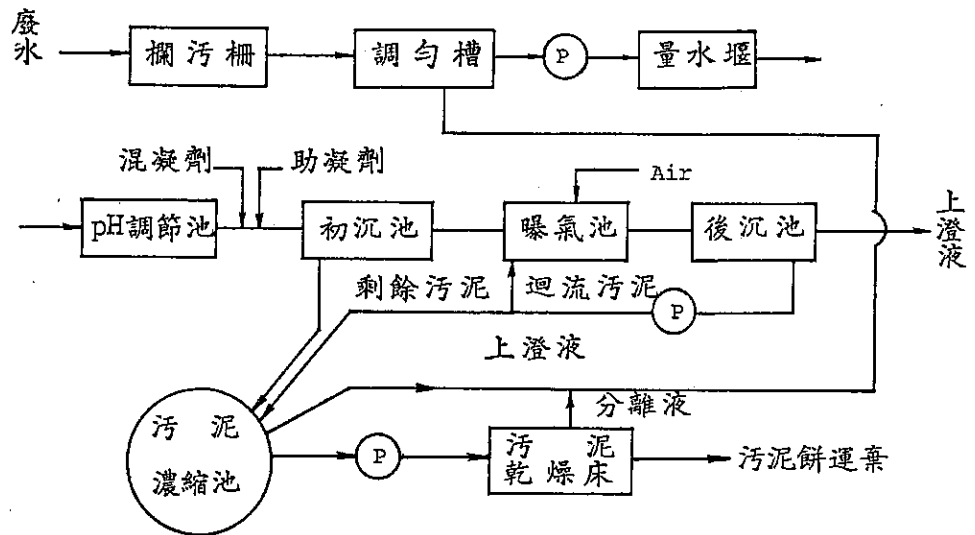 廢水
攔污柵
調勻槽
P
量水堰
混凝劑
助凝劑
Air
pH調節池
初沉池
曝氣池
後沉池
上澄液
剩餘污泥
迴流污泥
P
上澄液
分離液
污泥
濃縮池
P
污泥
乾燥床
污泥餅運棄